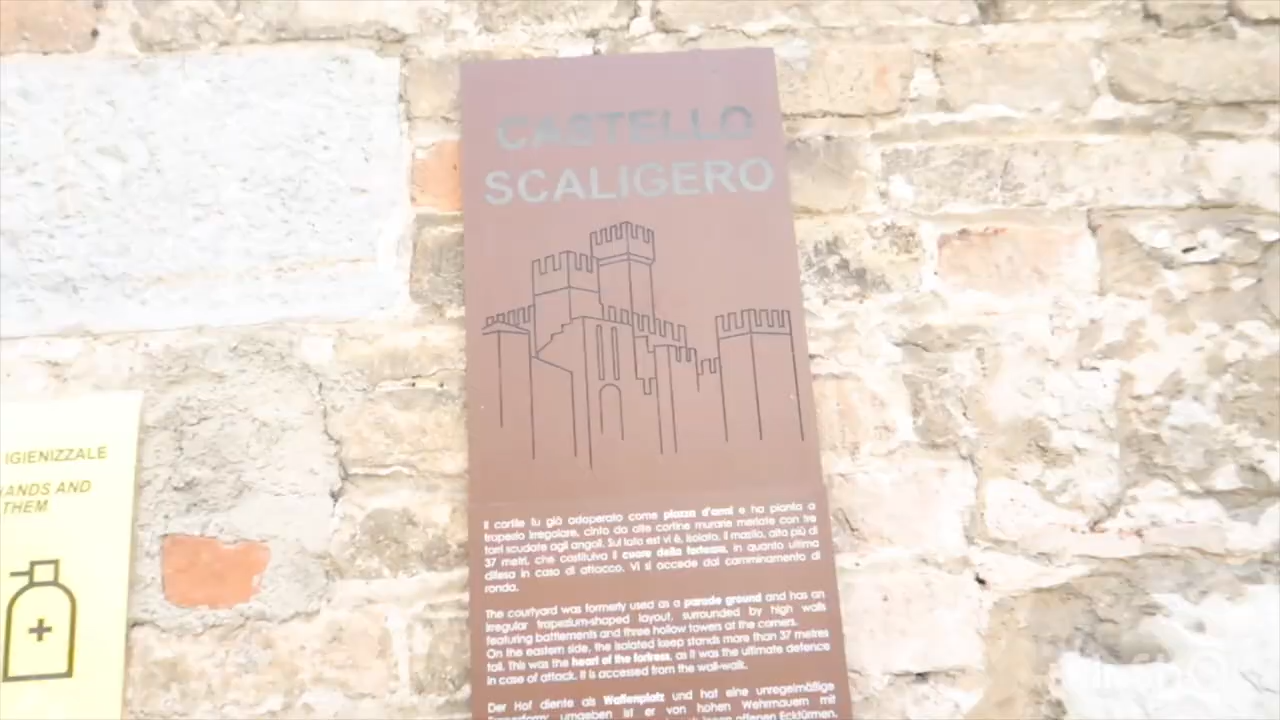 CASTELLO
SCALIGERO
IGIENIZZALE
HANDS AND
THEM
Il cortile fu già adoperato come piazza d'armi e ha pianta a
trapezio irregolare, cinto da alte cortine murarie merlate con tre
torri scudate agli angoli. Sul lato est vi è, isolato, il mastio, alto più di
37 metri, che costituiva il cuore della fortezza, in quanto ultima
difesa in caso di attacco. Vi si accede dal camminamento di
ronda.
The courtyard was formerly used as a parade ground and has an
irregular trapezium-shaped layout, surrounded by high walls
featuring battlements and three hollow towers at the corners.
On the eastern side, the isolated keep stands more than 37 metres
tall. This was the heart of the fortress, as it was the ultimate defence
in case of attack. It is accessed from the wall-walk.
Der Hof diente als Waffenplatz und hat eine unregelmäßige
umgeben ist er von hohen Wehrmauern mit
offenen Ecktürmen.